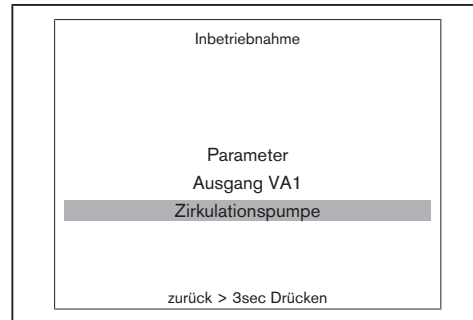 Inbetriebnahme
Parameter
Ausgang VA1
Zirkulationspumpe
zurück > 3sec Drücken